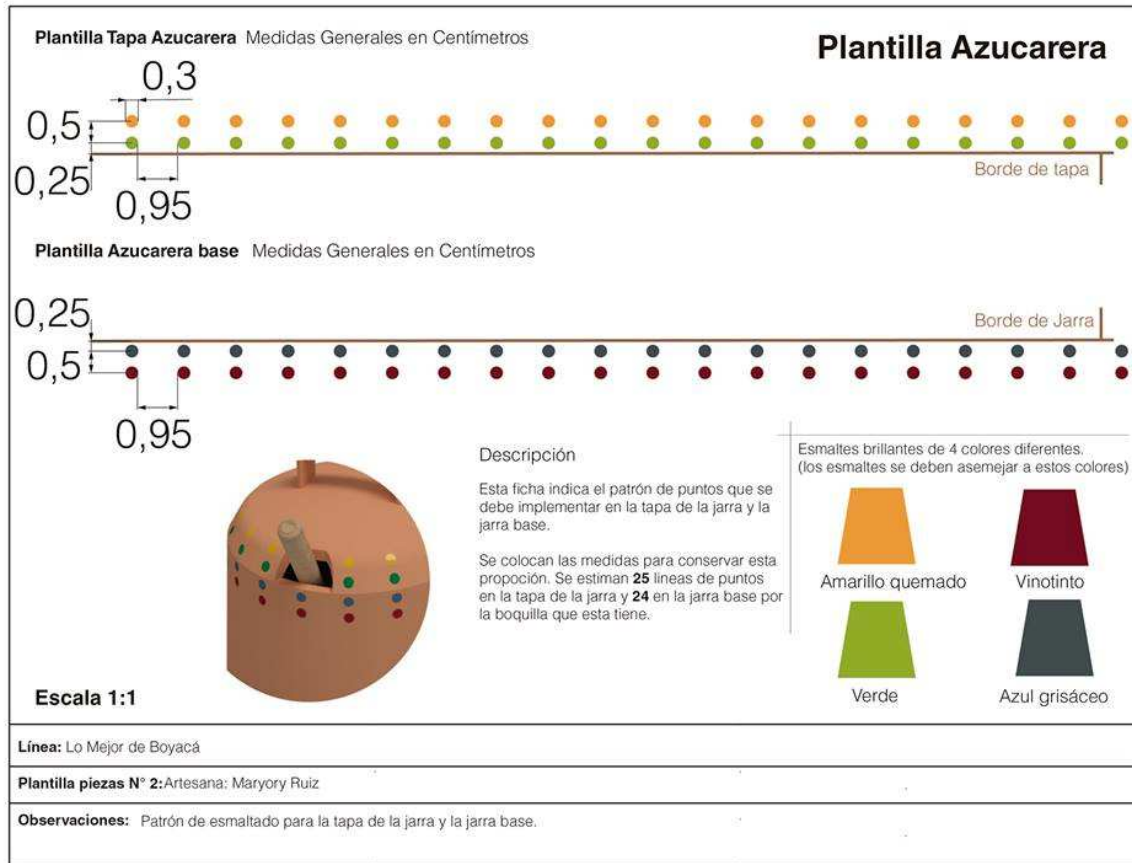 Plantilla Tapa Azucarera Medidas Generales en Centímetros
Plantilla Azucarera
0,3
0,5
0,25
Borde de tapa
0,95
Plantilla Azucarera base Medidas Generales en Centímetros
0,25
Borde de Jarra
0,5
0,95
Descripción
Esta ficha indica el patrón de puntos que se
debe implementar en la tapa de la jarra y la
jarra base.
Se colocan las medidas para conservar esta
propoción. Se estiman 25 lineas de puntos
en la tapa de la jarra y 24 en la jarra base por
la boquilla que esta tiene.
Esmaltes brillantes de 4 colores diferentes.
(los esmaltes se deben asemejar a estos colores)
Amarillo quemado
Vinotinto
Verde
Azul grisáceo
Escala 1:1
Línea: Lo Mejor de Boyacá
Plantilla piezas N° 2:Artesana: Maryory Ruiz
Observaciones: Patrón de esmaltado para la tapa de la jarra y la jarra base.